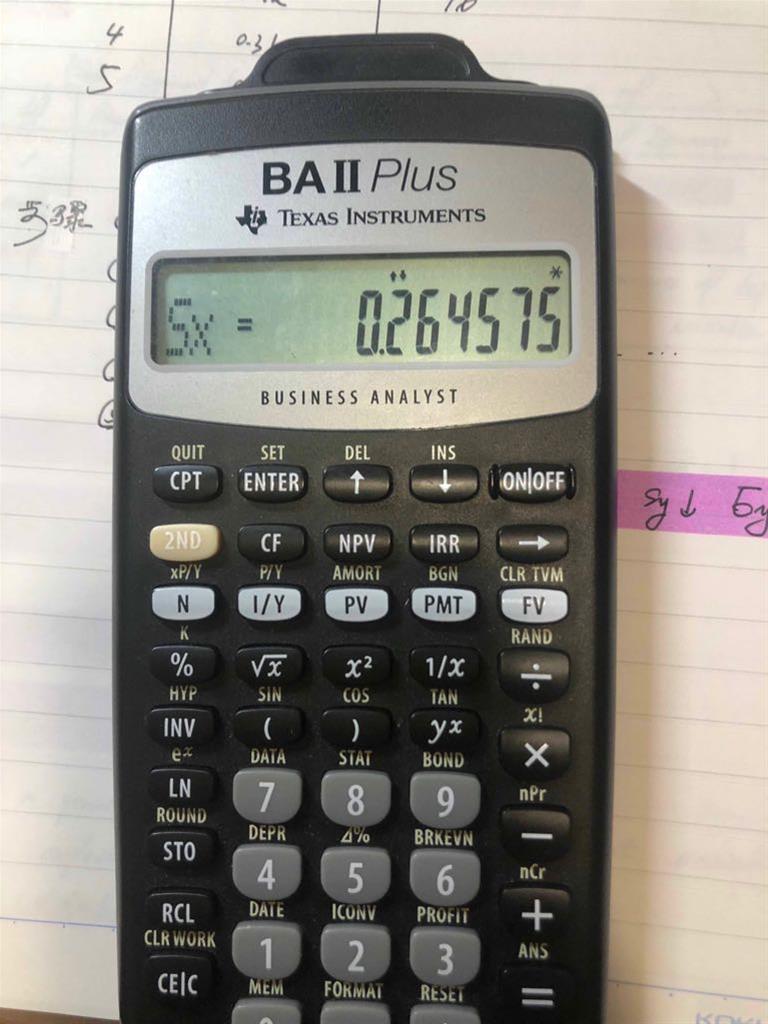 4
0.31
5
BA II Plus
TEXAS INSTRUMENTS
步骤
Sx = 0.264575
*
BUSINESS ANALYST
QUIT SET DEL INS
CPT ENTER ↑ ↓ ON|OFF
Sy ↓
2ND CF NPV IRR →
xP/Y P/Y AMORT BGN CLR TVM
N I/Y PV PMT FV
K RAND
% √x x² 1/x ÷
HYP SIN COS TAN
INV ( ) yx x!
×
eˣ DATA STAT BOND
LN 7 8 9 nPr
ROUND DEPR Δ% BRKEVN
−
STO 4 5 6 nCr
RCL DATE ICONV PROFIT +
CLR WORK 1 2 3 ANS
CE|C MEM FORMAT RESET =